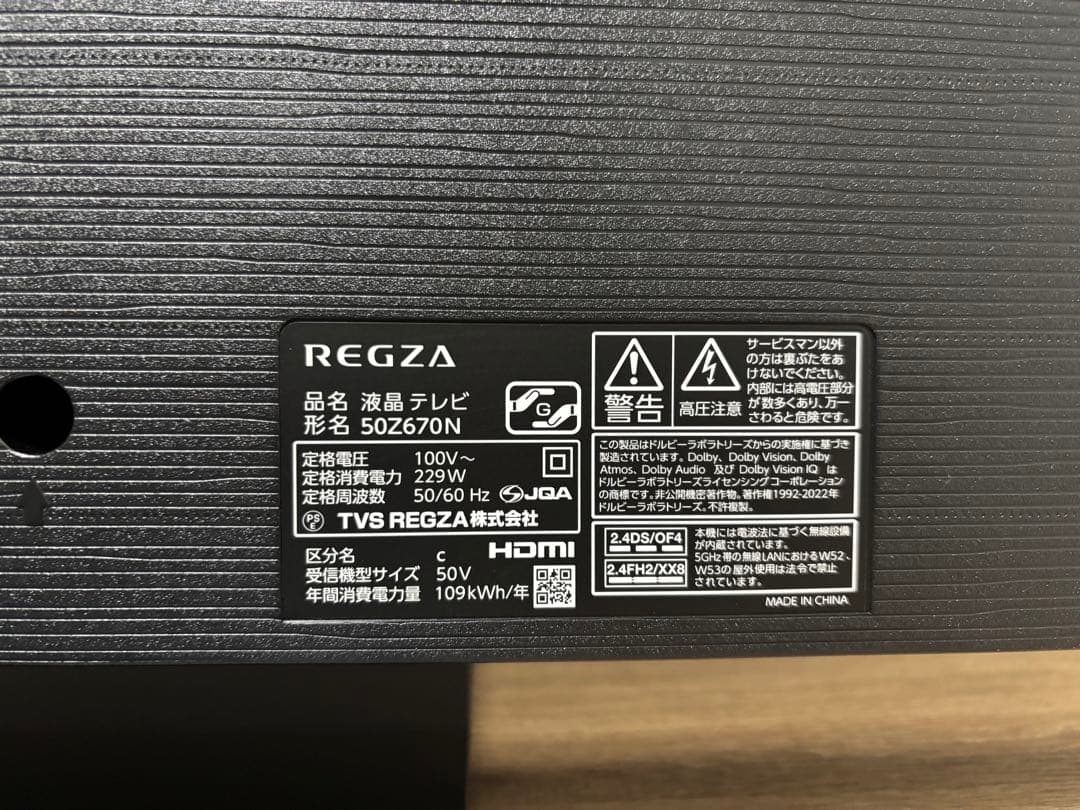 REGZA
品名 液晶テレビ
形名 50Z670N
G
定格電圧 100V～
定格消費電力 229W
定格周波数 50/60 Hz
JQA
PS
E
TVS REGZA株式会社
区分名 c
HDMI
受信機型サイズ 50V
年間消費電力量 109kWh/年
警告
高圧注意
サービスマン以外
の方は裏ぶたをあ
けないでください。
内部には高電圧部分
が数多くあり、万一
さわると危険です。
この製品はドルビーラボラトリーズからの実施権に基づき
製造されています。Dolby、Dolby Vision、Dolby
Atmos、Dolby Audio 及び Dolby Vision IQ は
ドルビーラボラトリーズライセンシングコーポレーション
の商標です。非公開機密著作物。著作権1992-2022年
ドルビーラボラトリーズ。不許複製。
2.4DS/OF4
2.4FH2/XX8
本機には電波法に基づく無線設備
が内蔵されています。
5GHz帯の無線LANにおけるW52、
W53の屋外使用は法令で禁止
されています。
MADE IN CHINA